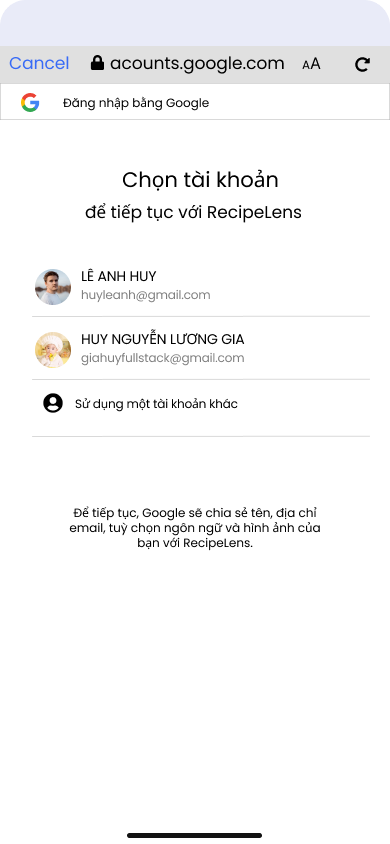 Cancel acounts.google.com AA
Đăng nhập bằng Google
Chọn tài khoản
để tiếp tục với RecipeLens
LÊ ANH HUY
huyleanh@gmail.com
HUY NGUYỄN LƯƠNG GIA
giahuyfullstack@gmail.com
Sử dụng một tài khoản khác
Để tiếp tục, Google sẽ chia sẻ tên, địa chỉ
email, tuỳ chọn ngôn ngữ và hình ảnh của
bạn với RecipeLens.